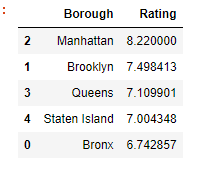 :
Borough Rating
2 Manhattan 8.220000
1 Brooklyn 7.498413
3 Queens 7.109901
4 Staten Island 7.004348
0 Bronx 6.742857